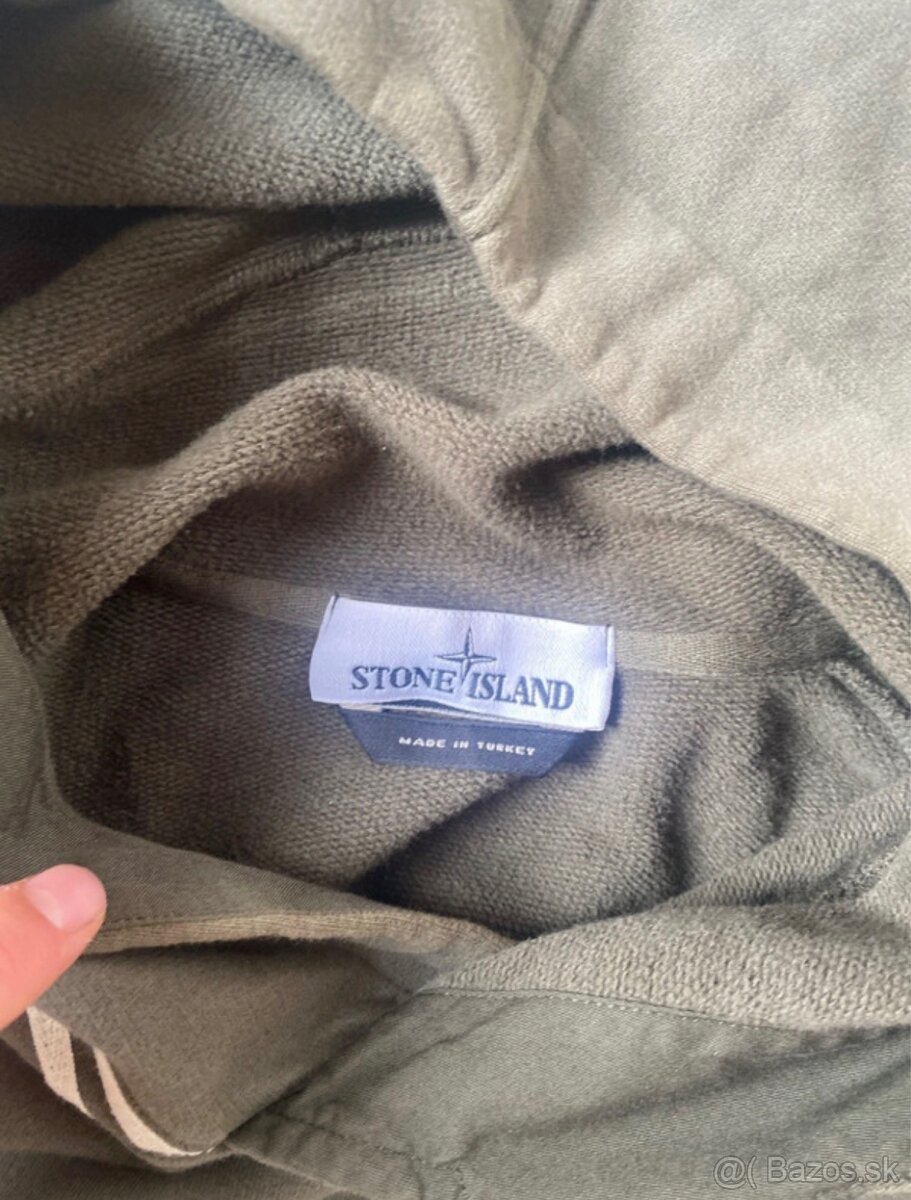 STONE ISLAND
MADE IN TURKEY
@( Bazos.sk